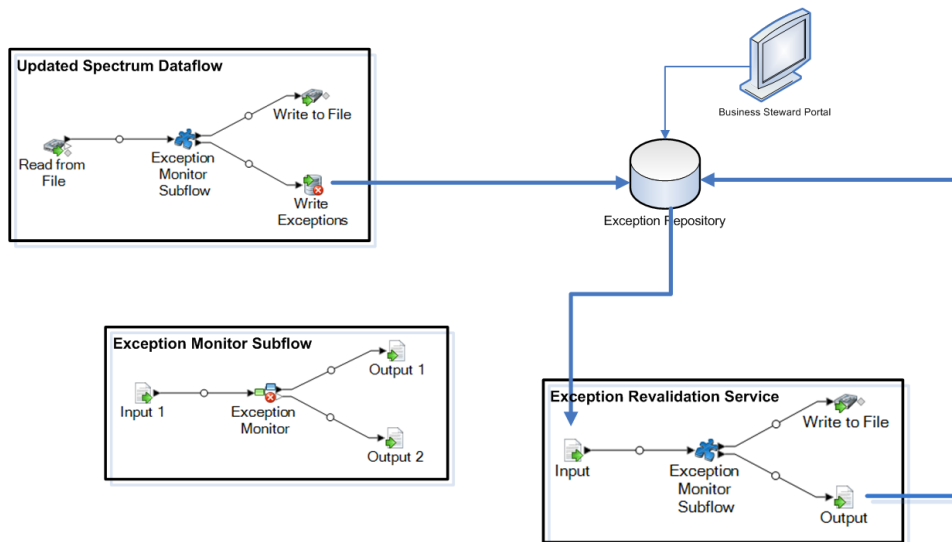 Updated Spectrum Dataflow
Write to File
Read from
File
Exception
Monitor
Subflow
Write
Exceptions
Business Steward Portal
Exception Repository
Exception Monitor Subflow
Input 1
Exception
Monitor
Output 1
Output 2
Exception Revalidation Service
Write to File
Input
Exception
Monitor
Subflow
Output